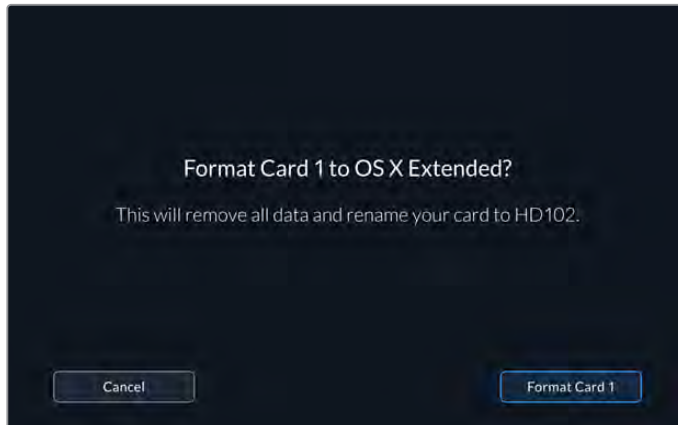 Format Card 1 to OS X Extended?
This will remove all data and rename your card to HD102.
Cancel
Format Card 1